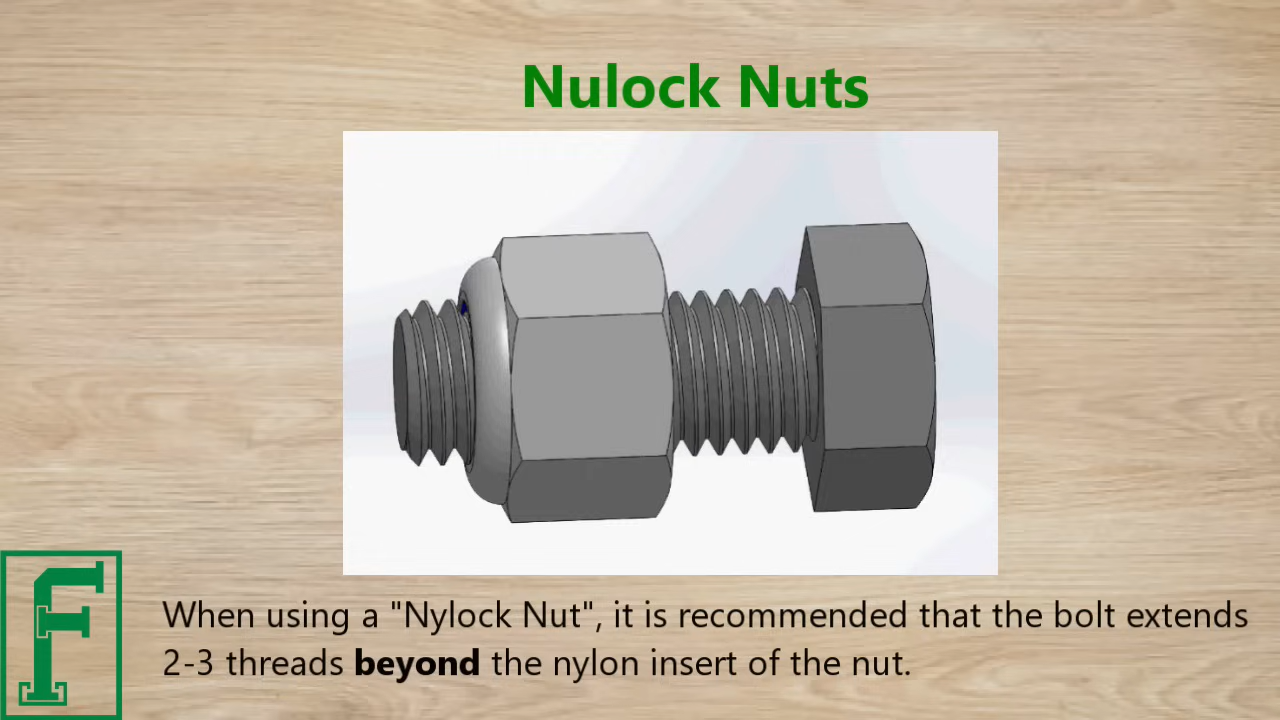 Nulock Nuts
When using a "Nylock Nut", it is recommended that the bolt extends
2-3 threads beyond the nylon insert of the nut.